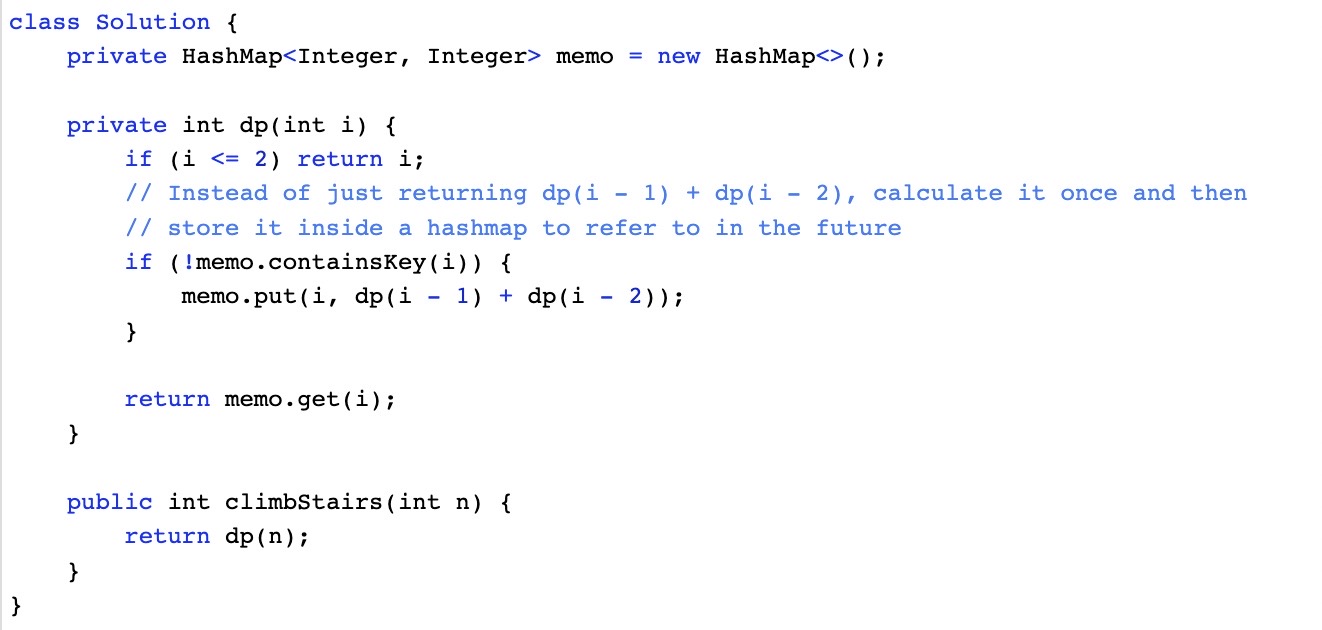 class Solution {
    private HashMap<Integer, Integer> memo = new HashMap<>();

    private int dp(int i) {
        if (i <= 2) return i;
        // Instead of just returning dp(i - 1) + dp(i - 2), calculate it once and then
        // store it inside a hashmap to refer to in the future
        if (!memo.containsKey(i)) {
            memo.put(i, dp(i - 1) + dp(i - 2));
        }

        return memo.get(i);
    }

    public int climbStairs(int n) {
        return dp(n);
    }
}